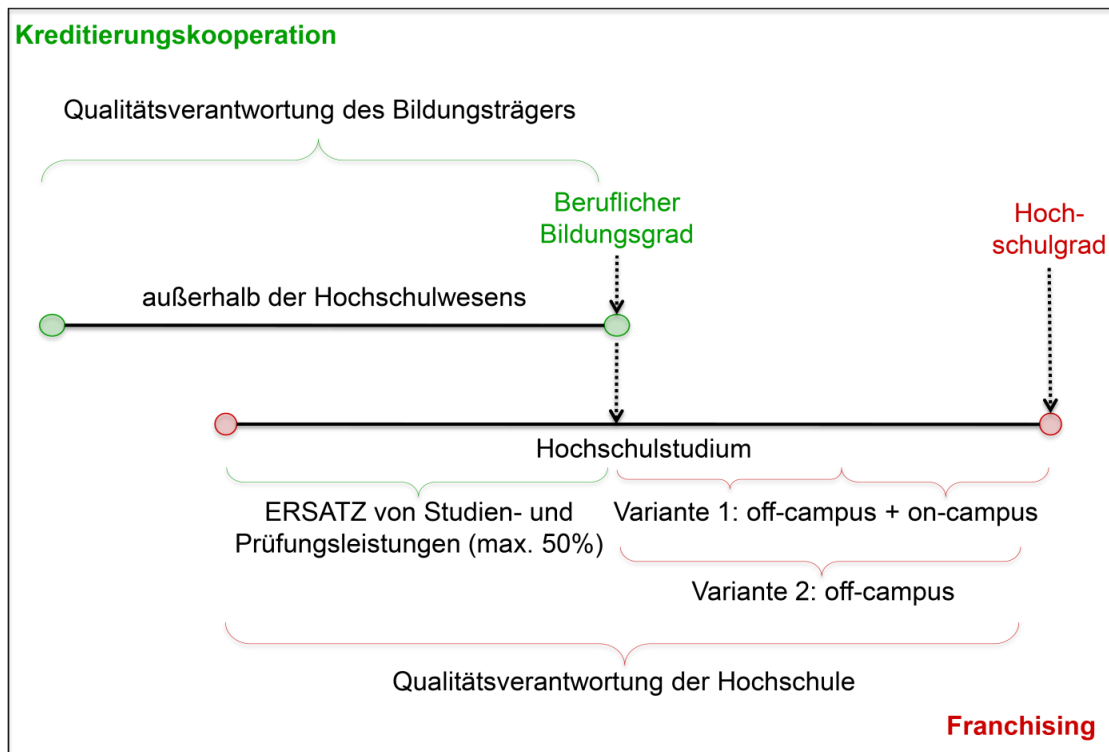 Kreditierungskooperation
Qualitätsverantwortung des Bildungsträgers
Beruflicher
Bildungsgrad
Hoch-
schulgrad
außerhalb der Hochschulwesens
Hochschulstudium
ERSATZ von Studien- und
Prüfungsleistungen (max. 50%)
Variante 1: off-campus + on-campus
Variante 2: off-campus
Qualitätsverantwortung der Hochschule
Franchising